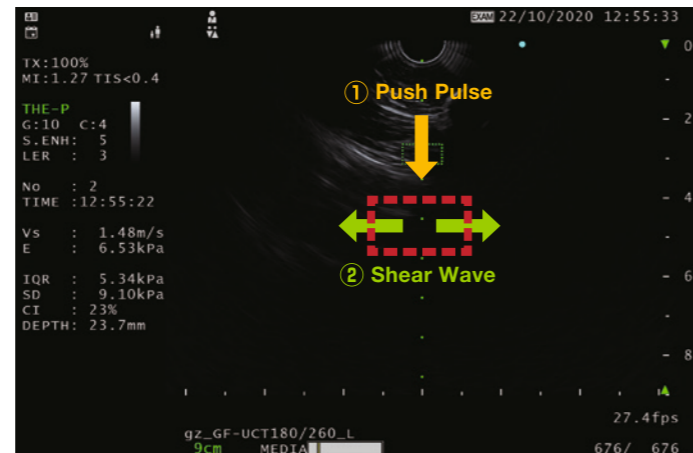 EXAM 22/10/2020 12:55:33
TX:100%
MI:1.27 TIS<0.4
THE-P
G:10 C:4
S.ENH: 5
LER : 3
No : 2
TIME :12:55:22
Vs : 1.48m/s
E : 6.53kPa
IQR : 5.34kPa
SD : 9.10kPa
CI : 23%
DEPTH: 23.7mm
① Push Pulse
② Shear Wave
0
2
4
6
8
27.4fps
gz_GF-UCT180/260_L
9cm MEDIA 676/ 676